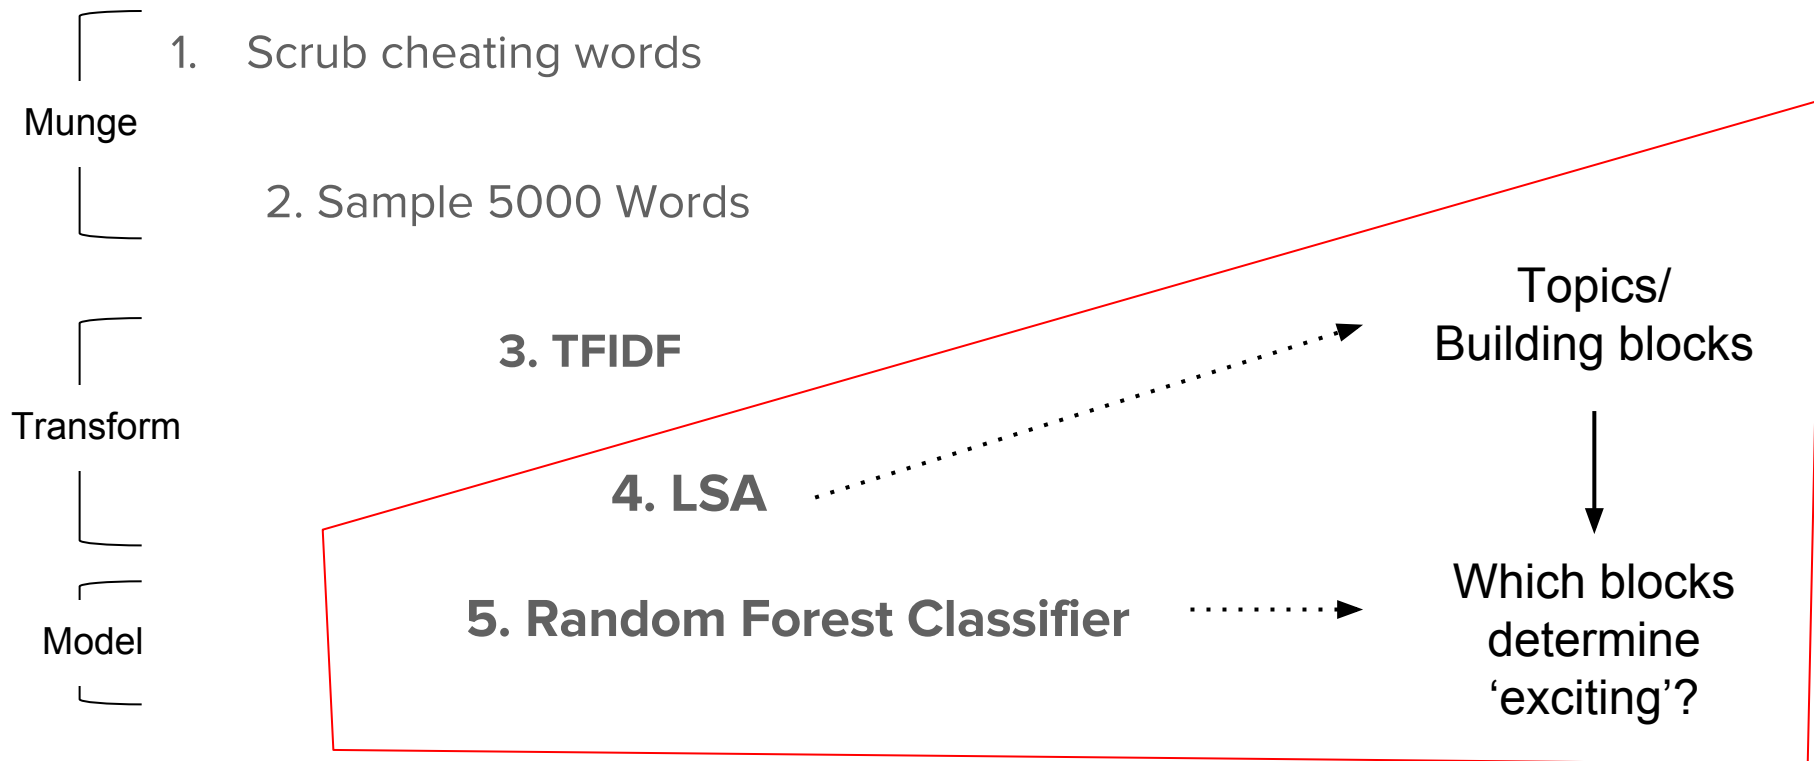 1. Scrub cheating words
Munge
2. Sample 5000 Words
3. TFIDF
Topics/
Building blocks
Transform
4. LSA
5. Random Forest Classifier
Model
Which blocks
determine
‘exciting’?